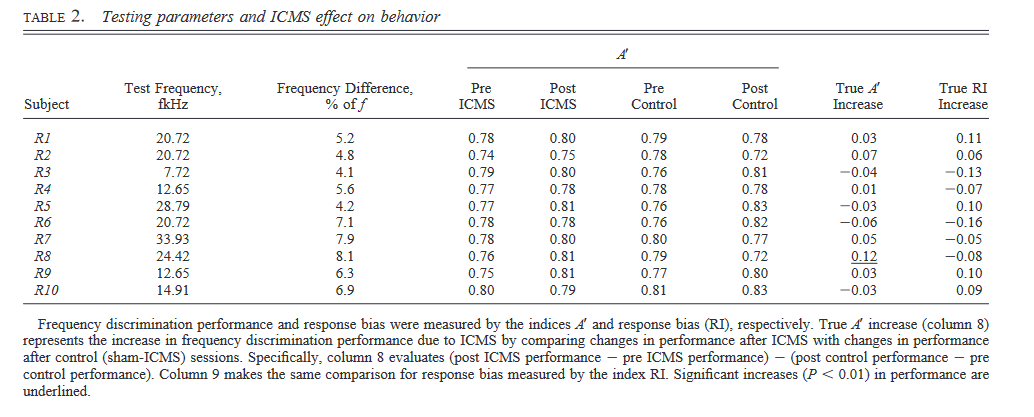 TABLE 2. Testing parameters and ICMS effect on behavior
A′
Subject Test Frequency, fkHz Frequency Difference, % of f Pre ICMS Post ICMS Pre Control Post Control True A′ Increase True RI Increase
R1 20.72 5.2 0.78 0.80 0.79 0.78 0.03 0.11
R2 20.72 4.8 0.74 0.75 0.78 0.72 0.07 0.06
R3 7.72 4.1 0.79 0.80 0.76 0.81 −0.04 −0.13
R4 12.65 5.6 0.77 0.78 0.78 0.78 0.01 −0.07
R5 28.79 4.2 0.77 0.81 0.76 0.83 −0.03 0.10
R6 20.72 7.1 0.78 0.78 0.76 0.82 −0.06 −0.16
R7 33.93 7.9 0.78 0.80 0.80 0.77 0.05 −0.05
R8 24.42 8.1 0.76 0.81 0.79 0.72 0.12 −0.08
R9 12.65 6.3 0.75 0.81 0.77 0.80 0.03 0.10
R10 14.91 6.9 0.80 0.79 0.81 0.83 −0.03 0.09
Frequency discrimination performance and response bias were measured by the indices A′ and response bias (RI), respectively. True A′ increase (column 8)
represents the increase in frequency discrimination performance due to ICMS by comparing changes in performance after ICMS with changes in performance
after control (sham-ICMS) sessions. Specifically, column 8 evaluates (post ICMS performance − pre ICMS performance) − (post control performance − pre
control performance). Column 9 makes the same comparison for response bias measured by the index RI. Significant increases (P < 0.01) in performance are
underlined.